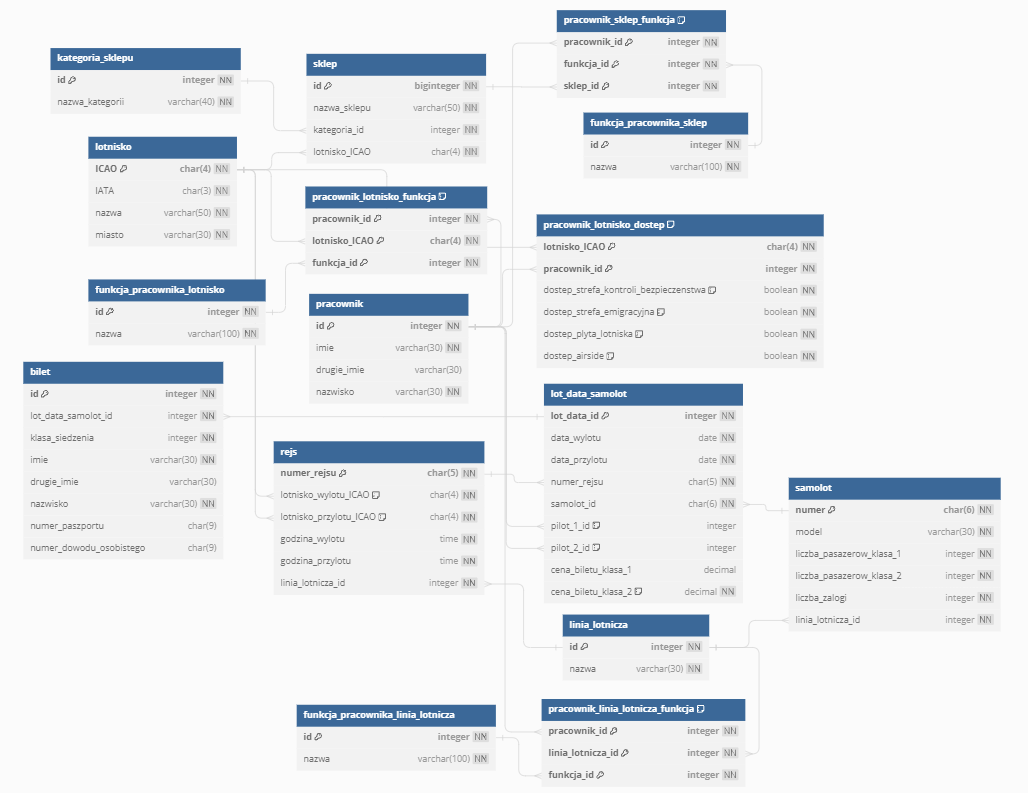 pracownik_sklep_funkcja
pracownik_id integer NN
funkcja_id integer NN
sklep_id integer NN
kategoria_sklepu
id integer NN
nazwa_kategorii varchar(40) NN
sklep
id biginteger NN
nazwa_sklepu varchar(50) NN
kategoria_id integer NN
lotnisko_ICAO char(4) NN
funkcja_pracownika_sklep
id integer NN
nazwa varchar(100) NN
lotnisko
ICAO char(4) NN
IATA char(3) NN
nazwa varchar(50) NN
miasto varchar(30) NN
pracownik_lotnisko_funkcja
pracownik_id integer NN
lotnisko_ICAO char(4) NN
funkcja_id integer NN
pracownik_lotnisko_dostep
lotnisko_ICAO char(4) NN
pracownik_id integer NN
dostep_strefa_kontroli_bezpieczenstwa boolean NN
dostep_strefa_emigracyjna boolean NN
dostep_plyta_lotniska boolean NN
dostep_airside boolean NN
funkcja_pracownika_lotnisko
id integer NN
nazwa varchar(100) NN
pracownik
id integer NN
imie varchar(30) NN
drugie_imie varchar(30)
nazwisko varchar(30) NN
bilet
id integer NN
lot_data_samolot_id integer NN
klasa_siedzenia integer NN
imie varchar(30) NN
drugie_imie varchar(30)
nazwisko varchar(30) NN
numer_paszportu char(9)
numer_dowodu_osobistego char(9)
lot_data_samolot
lot_data_id integer NN
data_wylotu date NN
data_przylotu date NN
numer_rejsu char(5) NN
samolot_id char(6) NN
pilot_1_id integer
pilot_2_id integer
cena_biletu_klasa_1 decimal
cena_biletu_klasa_2 decimal NN
rejs
numer_rejsu char(5) NN
lotnisko_wylotu_ICAO char(4) NN
lotnisko_przylotu_ICAO char(4) NN
godzina_wylotu time NN
godzina_przylotu time NN
linia_lotnicza_id integer NN
samolot
numer char(6) NN
model varchar(30) NN
liczba_pasazerow_klasa_1 integer NN
liczba_pasazerow_klasa_2 integer NN
liczba_zalogi integer NN
linia_lotnicza_id integer NN
linia_lotnicza
id integer NN
nazwa varchar(30) NN
funkcja_pracownika_linia_lotnicza
id integer NN
nazwa varchar(100) NN
pracownik_linia_lotnicza_funkcja
pracownik_id integer NN
linia_lotnicza_id integer NN
funkcja_id integer NN